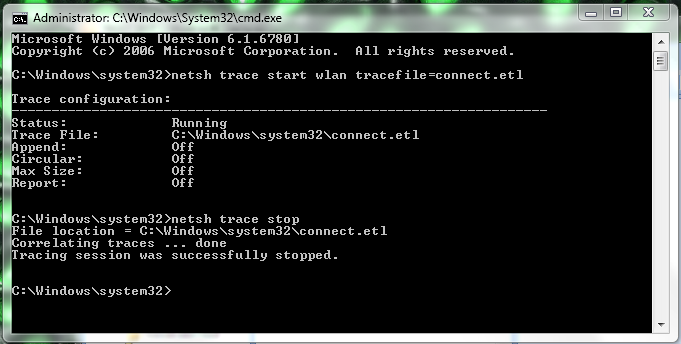 Administrator: C:\Windows\System32\cmd.exe
Microsoft Windows [Version 6.1.6780]
Copyright (c) 2006 Microsoft Corporation.  All rights reserved.
C:\Windows\system32>netsh trace start wlan tracefile=connect.etl
Trace configuration:
-------------------------------------------------------------------
Status:             Running
Trace File:         C:\Windows\system32\connect.etl
Append:             Off
Circular:           Off
Max Size:           Off
Report:             Off
C:\Windows\system32>netsh trace stop
File location = C:\Windows\system32\connect.etl
Correlating traces ... done
Tracing session was successfully stopped.
C:\Windows\system32>